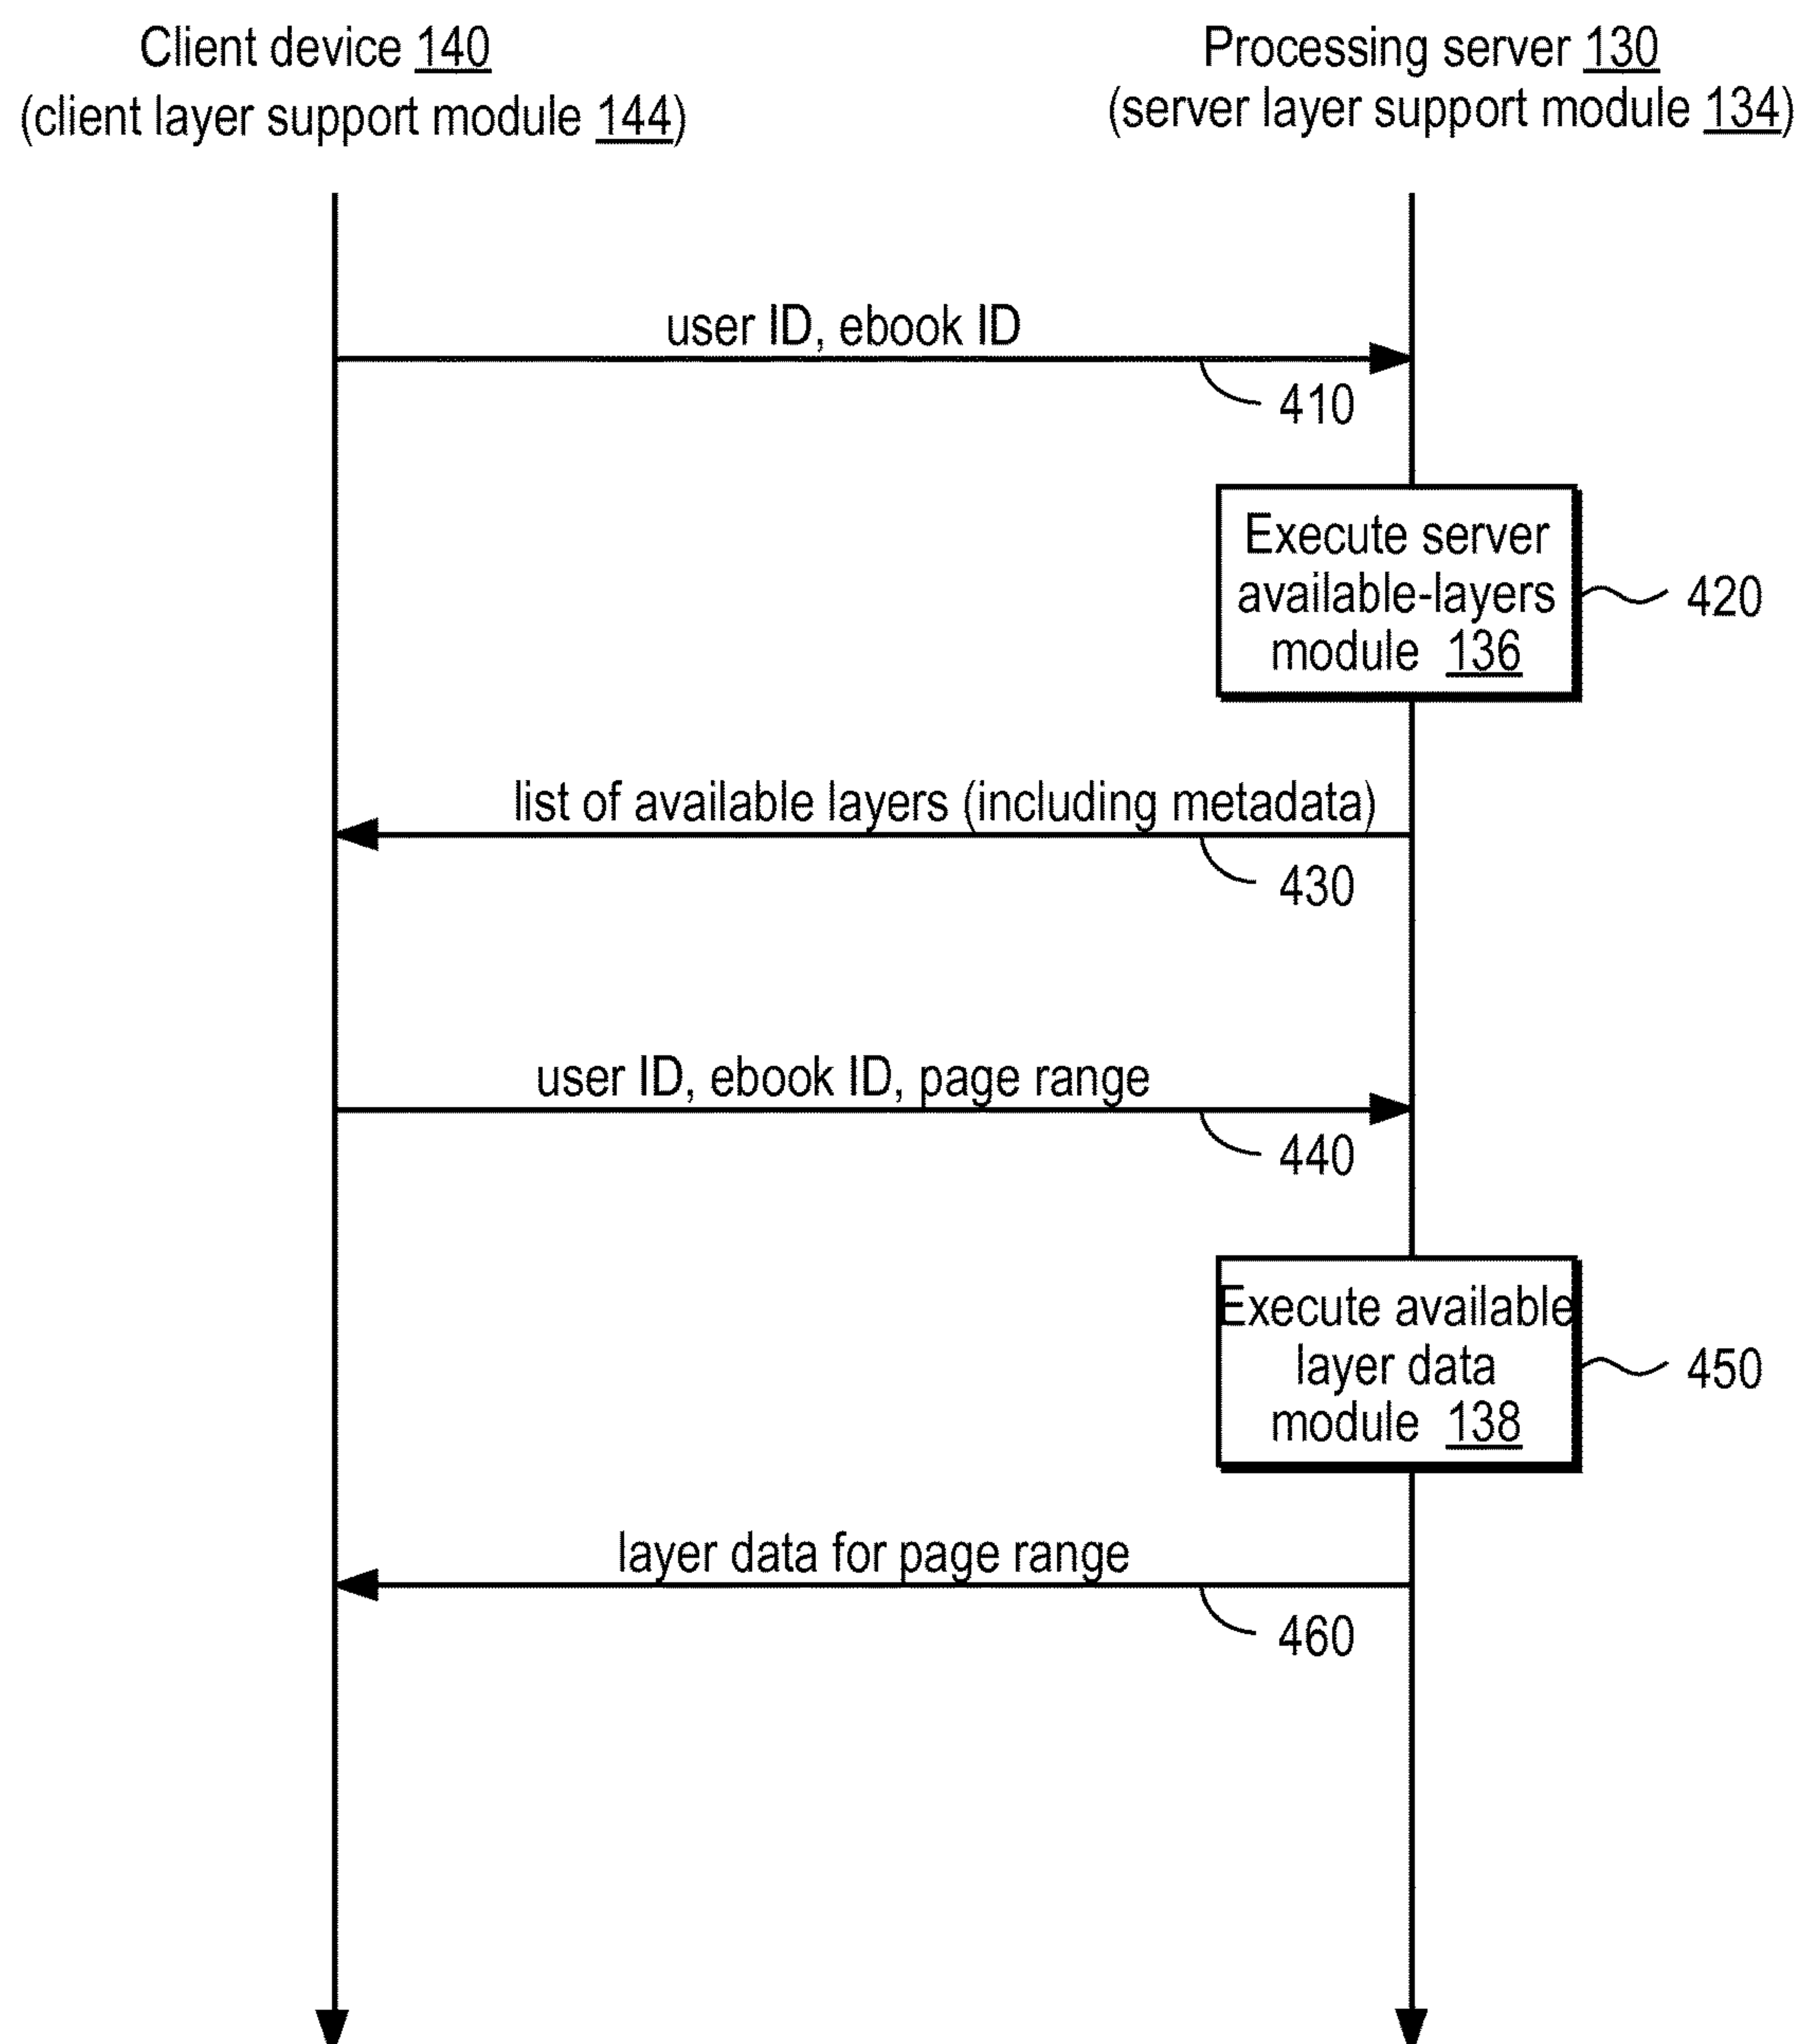 Client device 140
(client layer support module 144)
Processing server 130
(server layer support module 134)
user ID, ebook ID
410
Execute server
available-layers
module 136
420
list of available layers (including metadata)
430
user ID, ebook ID, page range
440
Execute available
layer data
module 138
450
layer data for page range
460